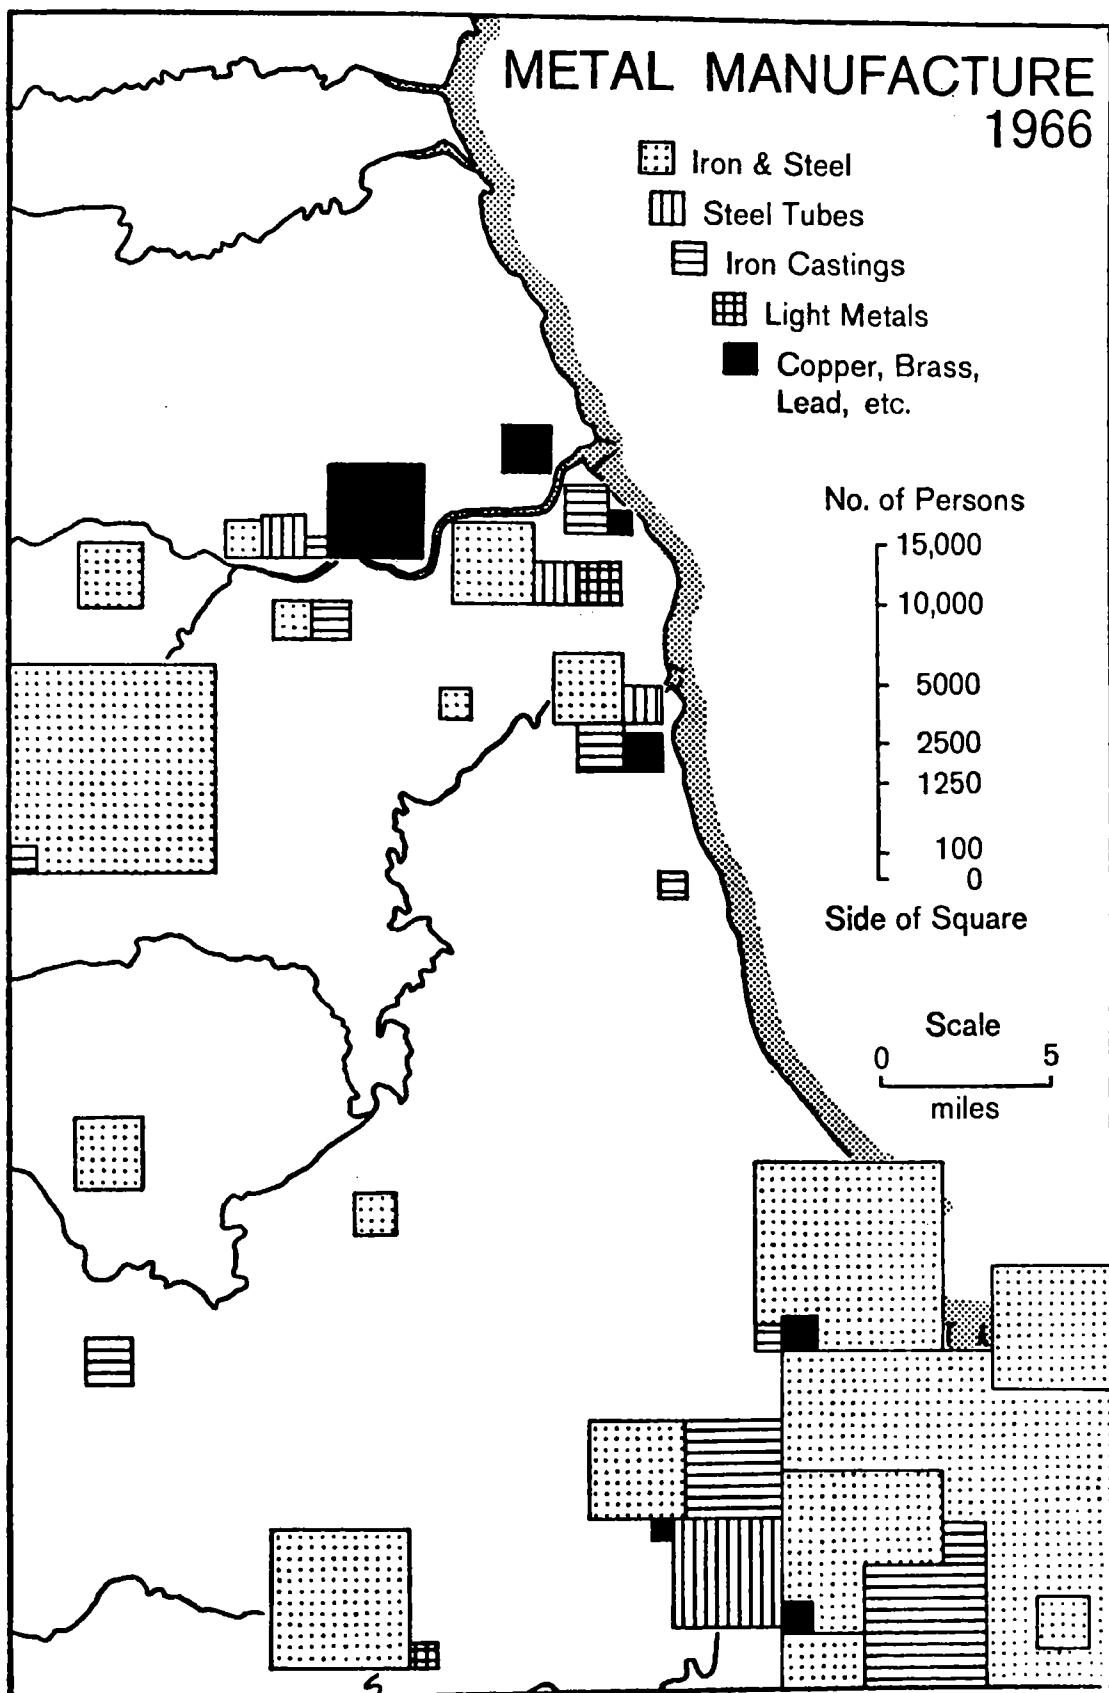 METAL MANUFACTURE
1966
Iron & Steel
Steel Tubes
Iron Castings
Light Metals
Copper, Brass,
Lead, etc.
No. of Persons
15,000
10,000
5000
2500
1250
100
0
Side of Square
Scale
0 5
miles